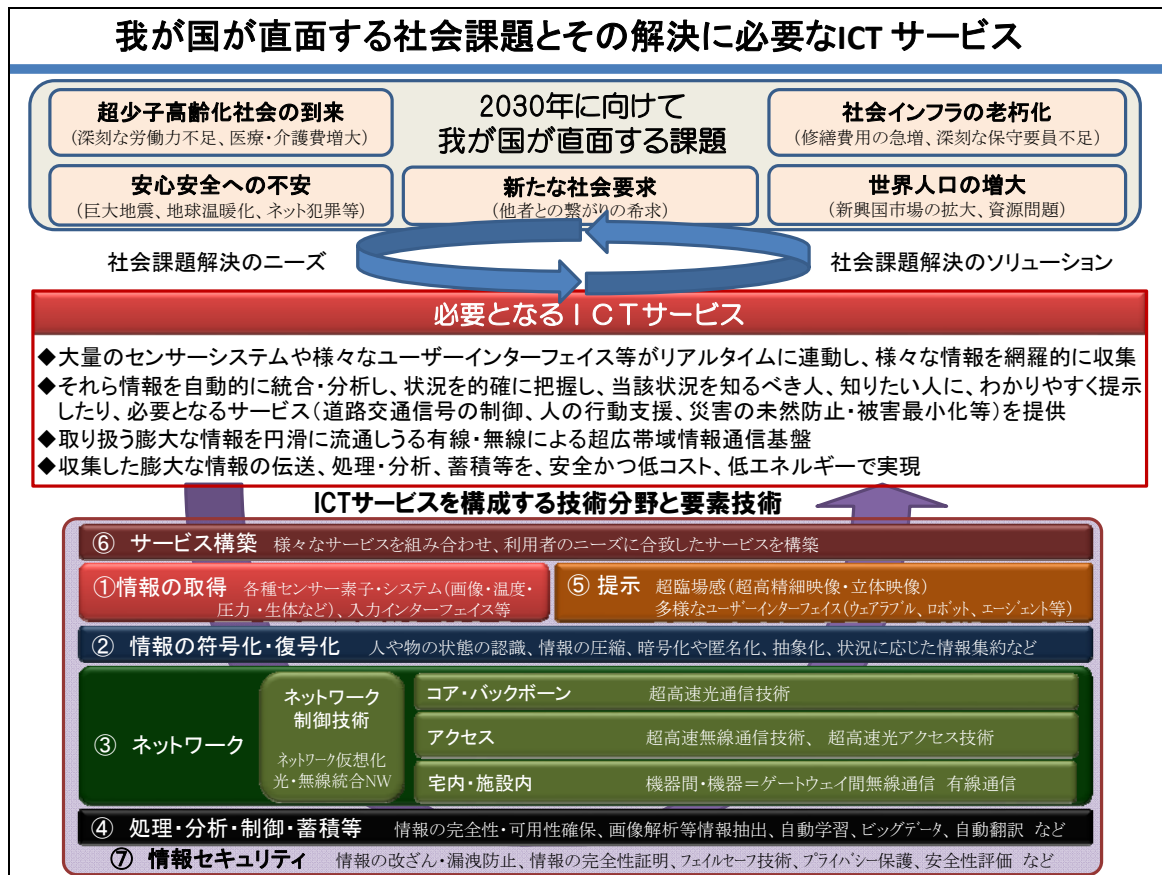 我が国が直面する社会課題とその解決に必要なICT サービス
超少子高齢化社会の到来
(深刻な労働力不足、医療・介護費増大)
2030年に向けて
我が国が直面する課題
社会インフラの老朽化
(修繕費用の急増、深刻な保守要員不足)
安心安全への不安
(巨大地震、地球温暖化、ネット犯罪等)
新たな社会要求
(他者との繋がりの希求)
世界人口の増大
(新興国市場の拡大、資源問題)
社会課題解決のニーズ
社会課題解決のソリューション
必要となるICTサービス
◆大量のセンサーシステムや様々なユーザーインターフェイス等がリアルタイムに連動し、様々な情報を網羅的に収集
◆それら情報を自動的に統合・分析し、状況を的確に把握し、当該状況を知るべき人、知りたい人に、わかりやすく提示
したり、必要となるサービス(道路交通信号の制御、人の行動支援、災害の未然防止・被害最小化等)を提供
◆取り扱う膨大な情報を円滑に流通しうる有線・無線による超広帯域情報通信基盤
◆収集した膨大な情報の伝送、処理・分析、蓄積等を、安全かつ低コスト、低エネルギーで実現
ICTサービスを構成する技術分野と要素技術
⑥ サービス構築 様々なサービスを組み合わせ、利用者のニーズに合致したサービスを構築
①情報の取得 各種センサー素子・システム(画像・温度・
圧力・生体など)、入力インターフェイス等
⑤ 提示 超臨場感(超高精細映像・立体映像)
多様なユーザーインターフェイス(ウェアラブル、ロボット、エージェント等)
② 情報の符号化・復号化 人や物の状態の認識、情報の圧縮、暗号化や匿名化、抽象化、状況に応じた情報集約など
③ ネットワーク
ネットワーク
制御技術
ネットワーク仮想化
光・無線統合NW
コア・バックボーン 超高速光通信技術
アクセス 超高速無線通信技術、 超高速光アクセス技術
宅内・施設内 機器間・機器=ゲートウェイ間無線通信 有線通信
④ 処理・分析・制御・蓄積等 情報の完全性・可用性確保、画像解析等情報抽出、自動学習、ビッグデータ、自動翻訳 など
⑦ 情報セキュリティ 情報の改ざん・漏洩防止、情報の完全性証明、フェイルセーフ技術、プライバシー保護、安全性評価 など